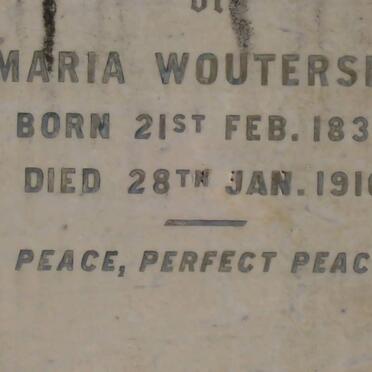 MARIA WOUTERS
BORN 21ST FEB. 183
DIED 28TH JAN. 191
PEACE, PERFECT PEAC